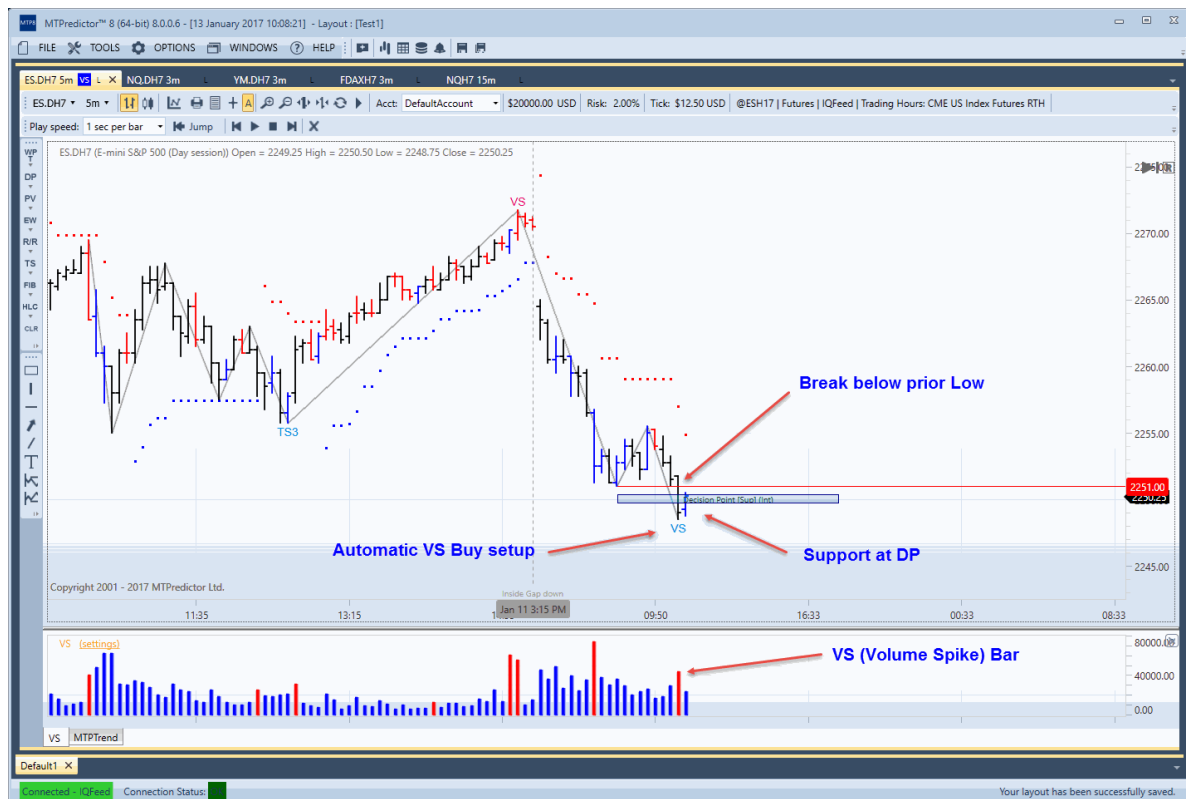 MTP8 MTPredictor™ 8 (64-bit) 8.0.0.6 - [13 January 2017 10:08:21] - Layout : [Test1]
FILE TOOLS OPTIONS WINDOWS ? HELP
ES.DH7 5m VS L NQ.DH7 3m L YM.DH7 3m L FDAXH7 3m L NQH7 15m L
ES.DH7 5m A Acct: DefaultAccount $20000.00 USD Risk: 2.00% Tick: $12.50 USD @ESH17 | Futures | IQFeed | Trading Hours: CME US Index Futures RTH
Play speed: 1 sec per bar Jump
ES.DH7 (E-mini S&P 500 (Day session)) Open = 2249.25 High = 2250.50 Low = 2248.75 Close = 2250.25
WP
T
DP
PV
EW
R/R
TS
FIB
HLC
CLR
T
VS
TS3
2270.00
2265.00
2260.00
2255.00
Break below prior Low
2251.00
2250.25
Decision Point [Sup] (Int)
VS
Automatic VS Buy setup
Support at DP
2245.00
Copyright 2001 - 2017 MTPredictor Ltd.
Inside Gap down
Jan 11 3:15 PM
11:35 13:15 09:50 16:33 00:33 08:33
VS (settings)
VS (Volume Spike) Bar
80000.00
40000.00
0.00
VS MTPTrend
Default1
Connected - IQFeed Connection Status: Your layout has been successfully saved.